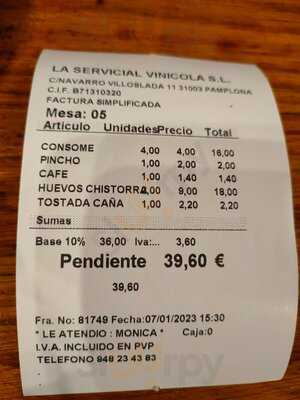 LA SERVICIAL VINICOLA S.L.
C/NAVARRO VILLOSLADA 11 31003 PAMPLONA
C.I.F. B71310320
FACTURA SIMPLIFICADA
Mesa: 05
Articulo Unidades Precio Total
CONSOME 4,00 4,00 16,00
PINCHO 1,00 2,00 2,00
CAFE 1,00 1,40 1,40
HUEVOS CHISTORRA 2,00 9,00 18,00
TOSTADA CAÑA 1,00 2,20 2,20
Sumas
Base 10% 36,00 Iva:... 3,60
Pendiente 39,60 €
39,60
Fra. No: 81749 Fecha:07/01/2023 15:30
* LE ATENDIO : MONICA * Caja:0
I.V.A. INCLUIDO EN PVP
TELEFONO 948 23 43 83